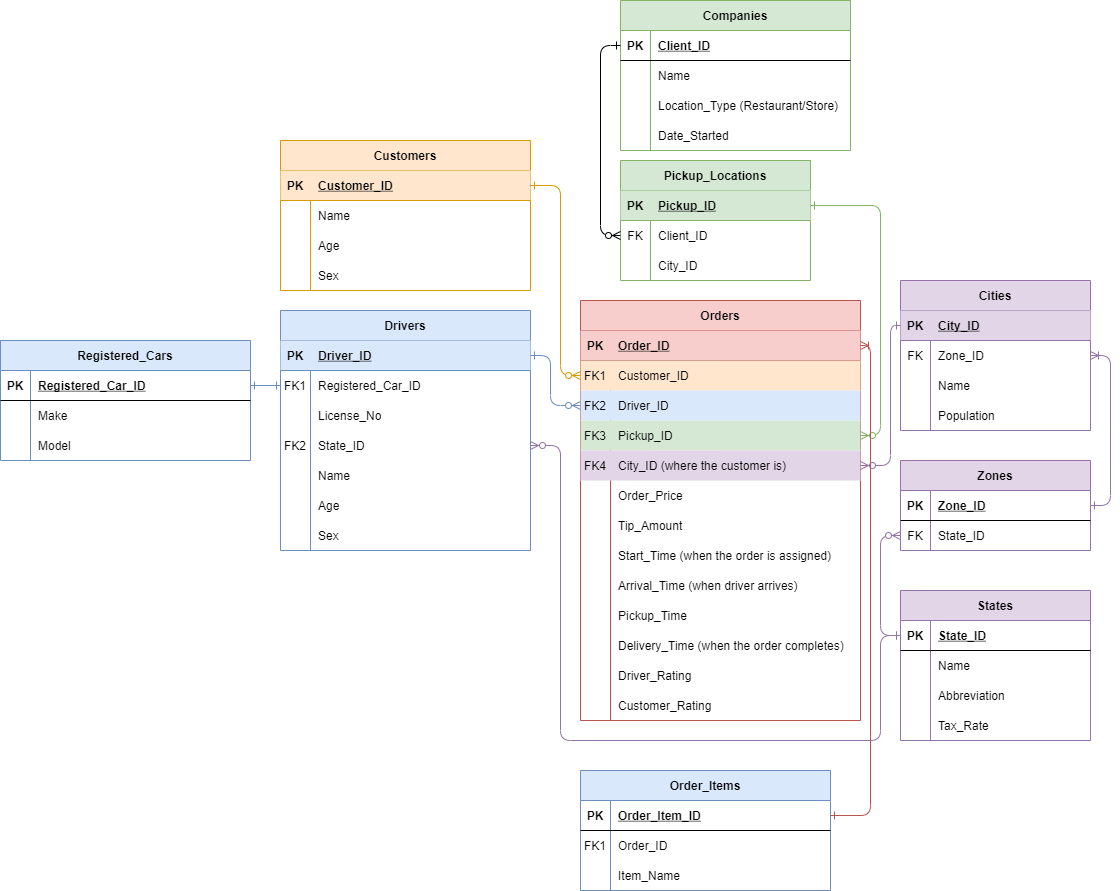 Companies
PK Client_ID
Name
Location_Type (Restaurant/Store)
Date_Started
Customers
PK Customer_ID
Name
Age
Sex
Pickup_Locations
PK Pickup_ID
FK Client_ID
City_ID
Registered_Cars
PK Registered_Car_ID
Make
Model
Drivers
PK Driver_ID
FK1 Registered_Car_ID
License_No
FK2 State_ID
Name
Age
Sex
Orders
PK Order_ID
FK1 Customer_ID
FK2 Driver_ID
FK3 Pickup_ID
FK4 City_ID (where the customer is)
Order_Price
Tip_Amount
Start_Time (when the order is assigned)
Arrival_Time (when driver arrives)
Pickup_Time
Delivery_Time (when the order completes)
Driver_Rating
Customer_Rating
Cities
PK City_ID
FK Zone_ID
Name
Population
Zones
PK Zone_ID
FK State_ID
States
PK State_ID
Name
Abbreviation
Tax_Rate
Order_Items
PK Order_Item_ID
FK1 Order_ID
Item_Name